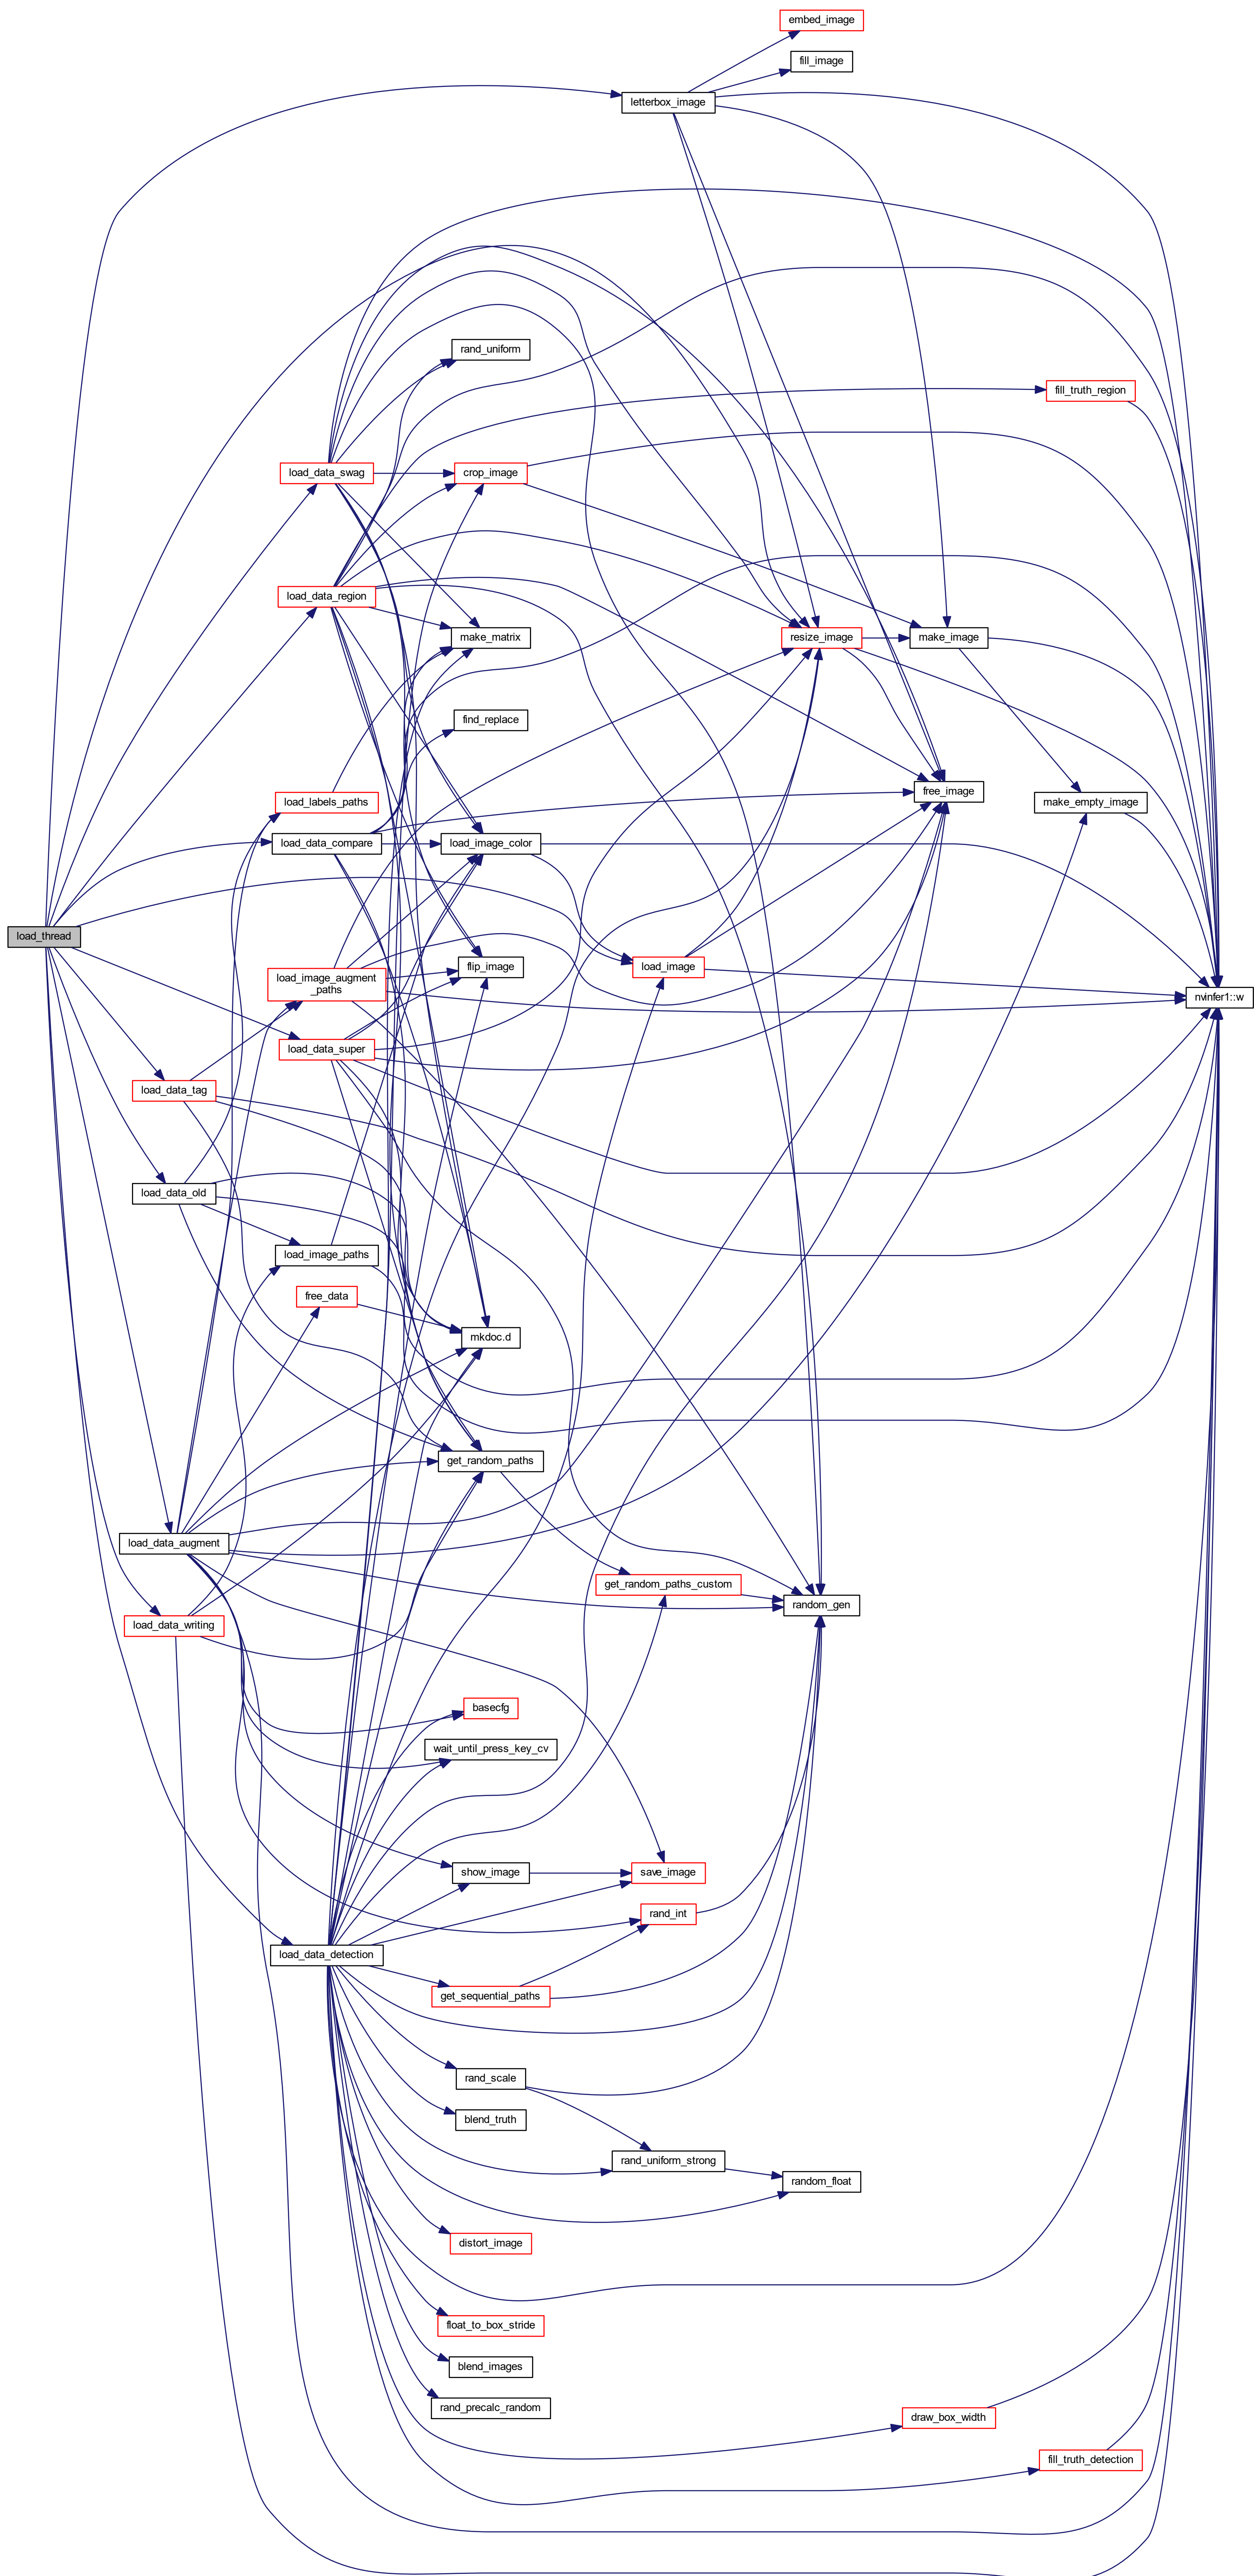 embed_image
fill_image
letterbox_image
rand_uniform
fill_truth_region
load_data_swag
crop_image
load_data_region
make_matrix
resize_image
make_image
find_replace
load_labels_paths
free_image
make_empty_image
load_data_compare
load_image_color
load_thread
load_image_augment
_paths
flip_image
load_image
nvinfer1::w
load_data_super
load_data_tag
load_data_old
load_image_paths
free_data
mkdoc.d
get_random_paths
load_data_augment
get_random_paths_custom
random_gen
load_data_writing
basecfg
wait_until_press_key_cv
show_image
save_image
rand_int
load_data_detection
get_sequential_paths
rand_scale
blend_truth
rand_uniform_strong
random_float
distort_image
float_to_box_stride
blend_images
rand_precalc_random
draw_box_width
fill_truth_detection